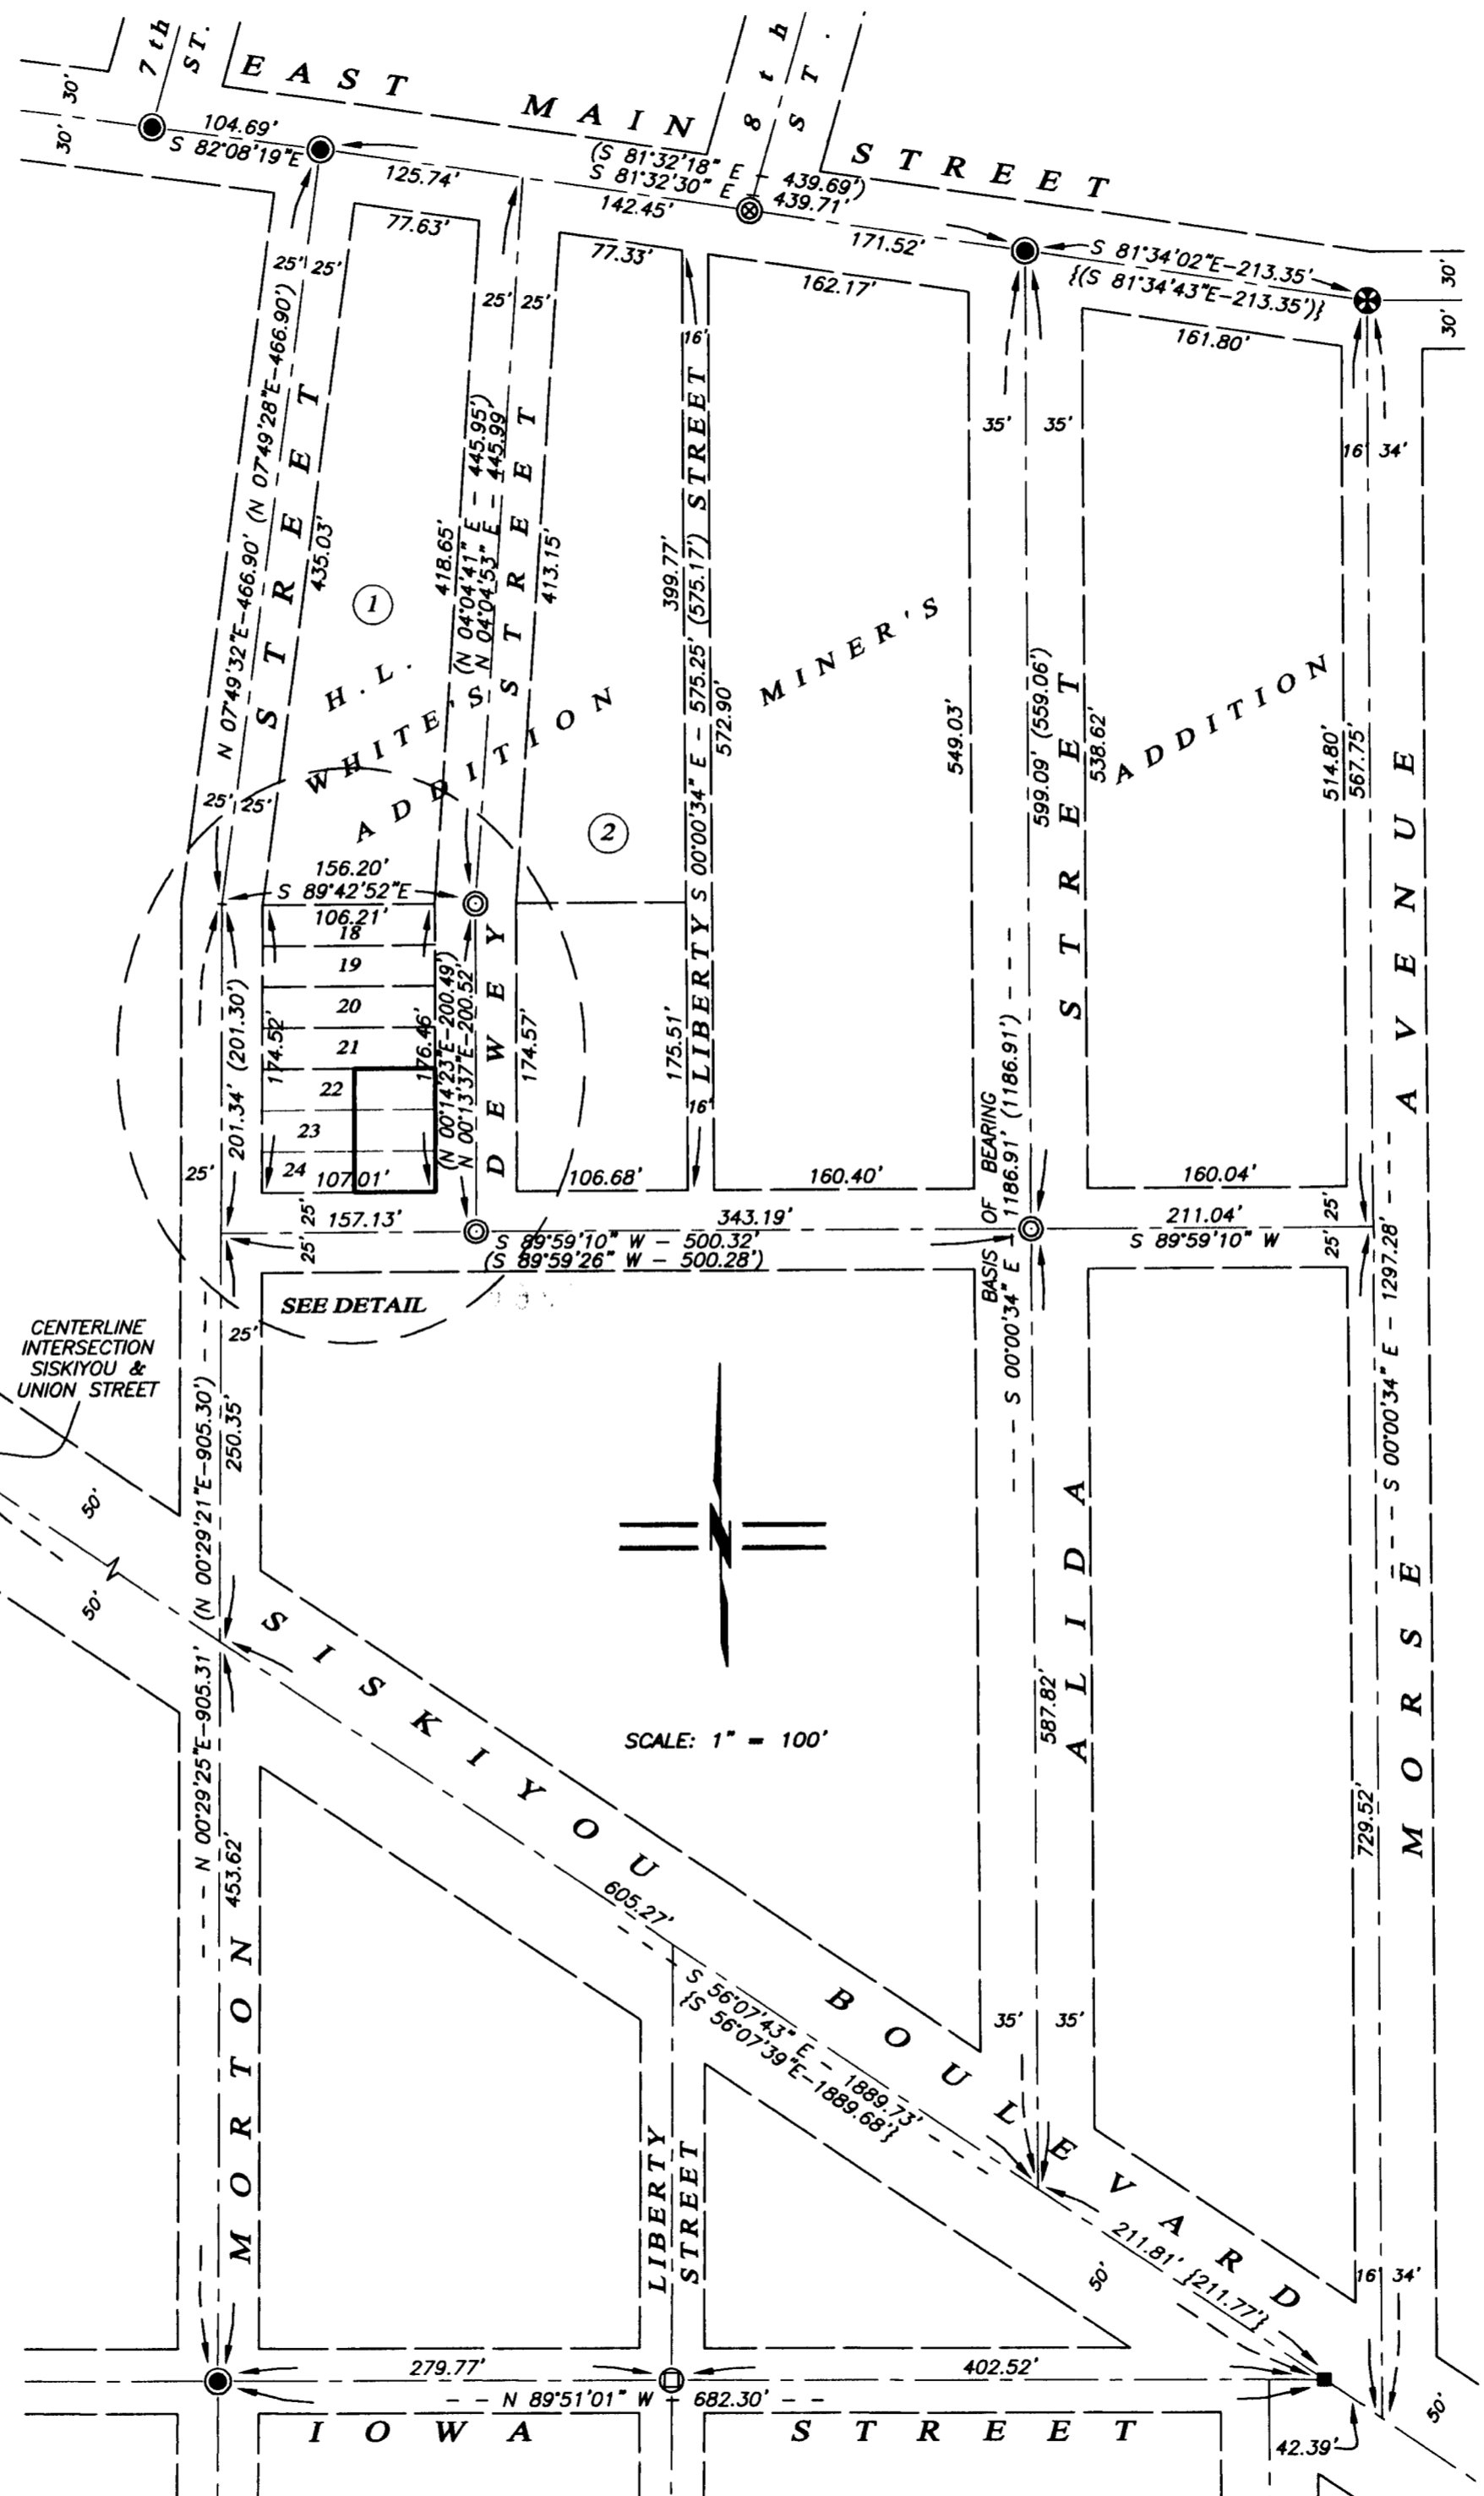 7th ST.
8th ST.
EAST MAIN STREET
30'
30'
104.69'
S 82°08'19"E
125.74'
(S 81°32'18" E - 439.69')
S 81°32'30" E - 439.71'
142.45'
171.52'
S 81°34'02"E-213.35'
{(S 81°34'43"E-213.35')}
30'
30'
77.63'
77.33'
162.17'
161.80'
25' 25'
25' 25'
16'
35' 35'
16' 34'
N 07°49'32"E-466.90' (N 07°49'28"E-466.90')
STREET
435.03'
418.65'
(N 04°04'41" E - 445.95')
N 04°04'53" E - 445.99'
STREET
413.15'
399.77'
LIBERTY STREET
S 00°00'34" E - 575.25' (575.17')
572.90'
549.03'
599.09' (559.06')
STREET
538.62'
514.80'
567.75'
1
H.L.
WHITE'S
ADDITION
2
MINER'S
ADDITION
25' 25'
156.20'
S 89°42'52"E
106.21'
18
19
20
21
22
23
24
107.01'
201.34' (201.30')
174.52'
176.46'
(N 00°14'23"E-200.49')
N 00°13'37"E-200.52'
DEWEY
174.57'
175.51'
16'
25'
106.68'
160.40'
160.04'
25'
25'
157.13'
343.19'
S 89°59'10" W - 500.32'
(S 89°59'26" W - 500.28')
211.04'
S 89°59'10" W
25'
25'
BASIS OF BEARING
S 00°00'34" E - 1186.91' (1186.91')
S 00°00'34" E - 1297.28'
SEE DETAIL
25'
CENTERLINE
INTERSECTION
SISKIYOU &
UNION STREET
250.35'
N 00°29'25"E-905.31' (N 00°29'21"E-905.30')
50'
50'
SCALE: 1" = 100'
SISKIYOU BOULEVARD
ALIDA
587.82'
MORSE AVENUE
729.52'
453.62'
MORTON
605.27'
S 56°07'43" E - 1889.73'
{S 56°07'39"E-1889.68'}
35' 35'
LIBERTY
STREET
50'
211.81' {211.77'}
16' 34'
50'
279.77'
402.52'
N 89°51'01" W - 682.30'
IOWA STREET
42.39'